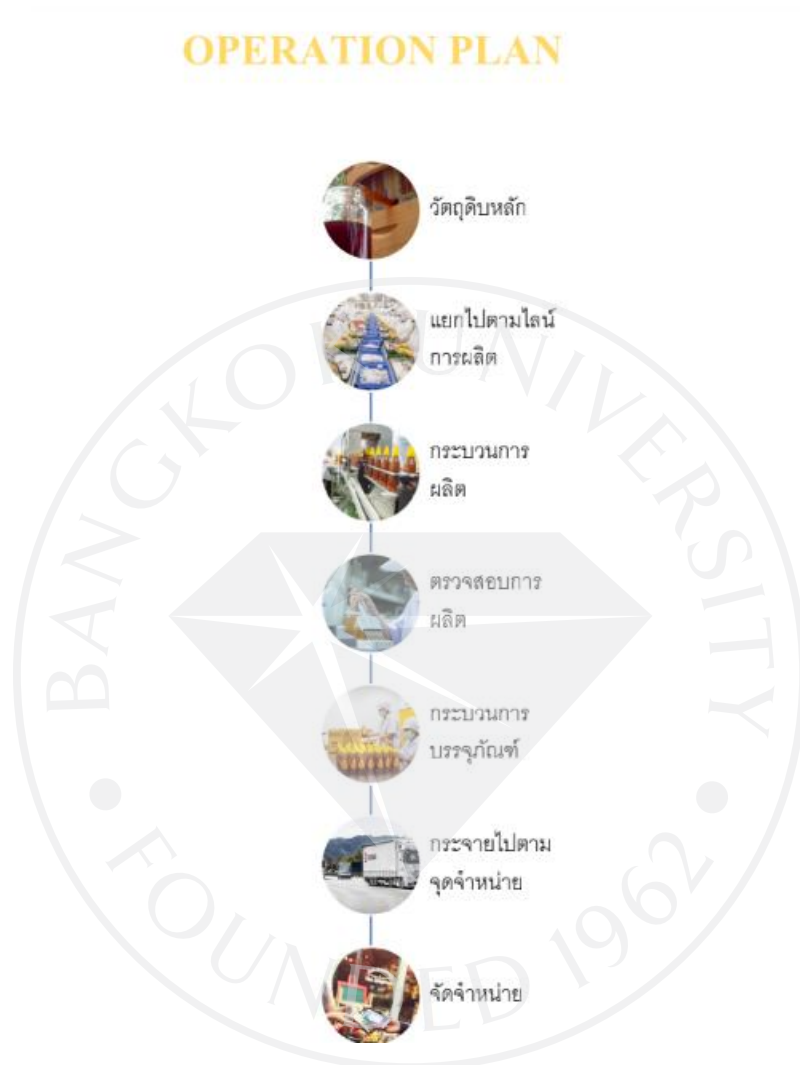 OPERATION PLAN
วัตถุดิบหลัก
แยกไปตามไลน์
การผลิต
กระบวนการ
ผลิต
ตรวจสอบการ
ผลิต
กระบวนการ
บรรจุภัณฑ์
กระจายไปตาม
จุดจำหน่าย
จัดจำหน่าย
BANGKOK UNIVERSITY
FOUNDED 1962